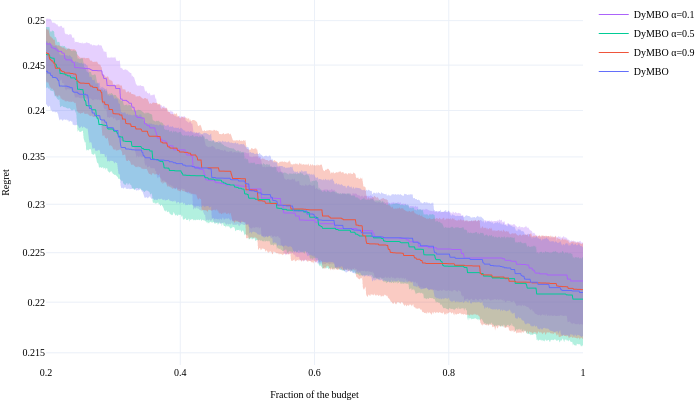 0.25
0.245
0.24
0.235
0.23
0.225
0.22
0.215
Regret
0.2
0.4
0.6
0.8
1
Fraction of the budget
DyMBO α=0.1
DyMBO α=0.5
DyMBO α=0.9
DyMBO